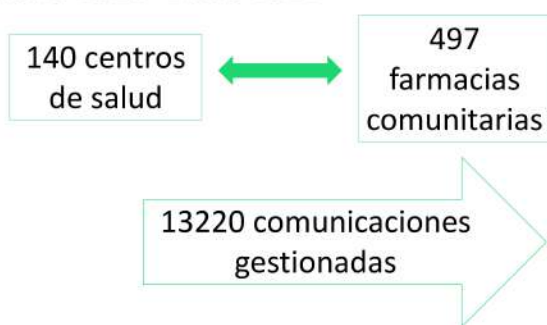 140 centros
de salud
497
farmacias
comunitarias
13220 comunicaciones
gestionadas